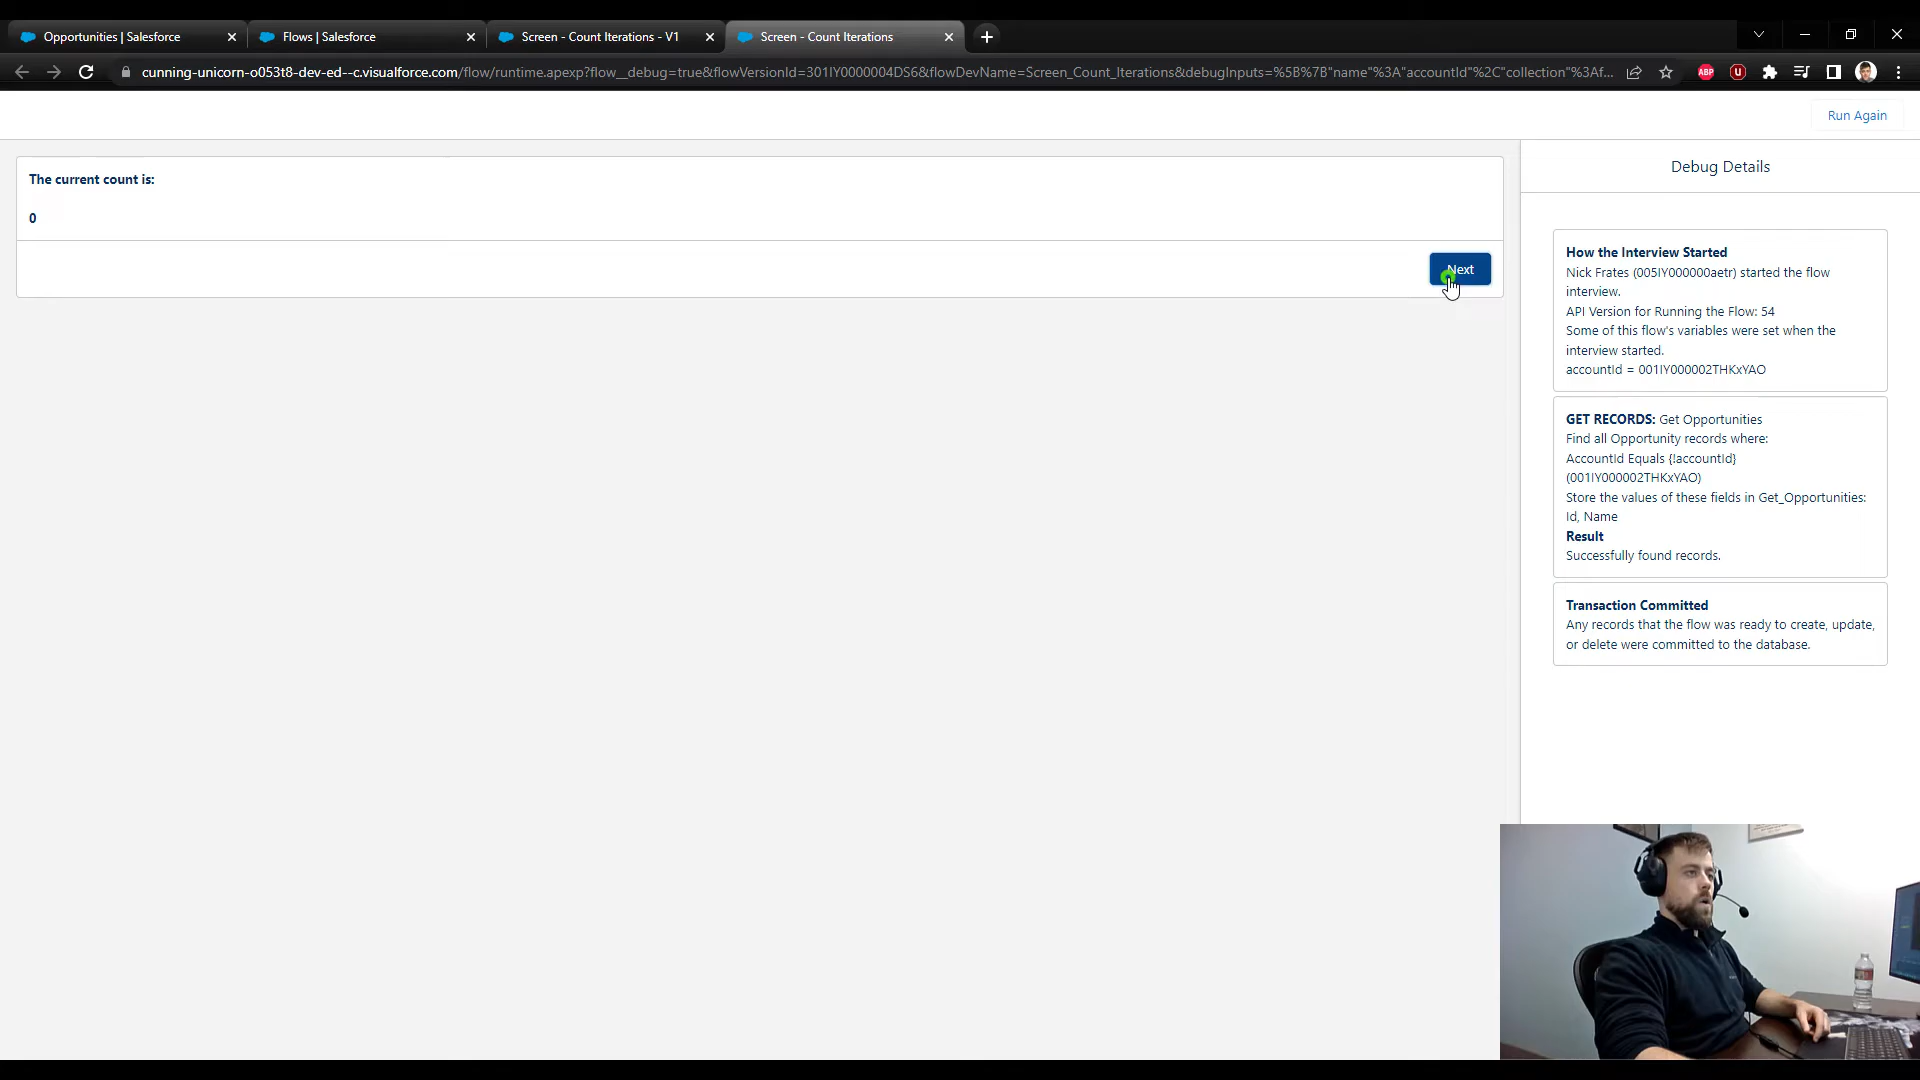 Opportunities | Salesforce
Flows | Salesforce
Screen - Count Iterations - V1
Screen - Count Iterations
cunning-unicorn-o053t8-dev-ed--c.visualforce.com/flow/runtime.apexp?flow__debug=true&flowVersionId=301IY0000004DS6&flowDevName=Screen_Count_Iterations&debugInputs=%5B%7B"name"%3A"accountId"%2C"collection"%3Af...
ABP
Run Again
The current count is:
0
Next
Debug Details
How the Interview Started
Nick Frates (005IY000000aetr) started the flow
interview.
API Version for Running the Flow: 54
Some of this flow's variables were set when the
interview started.
accountId = 001IY000002THKxYAO
GET RECORDS: Get Opportunities
Find all Opportunity records where:
AccountId Equals {!accountId}
(001IY000002THKxYAO)
Store the values of these fields in Get_Opportunities:
Id, Name
Result
Successfully found records.
Transaction Committed
Any records that the flow was ready to create, update,
or delete were committed to the database.